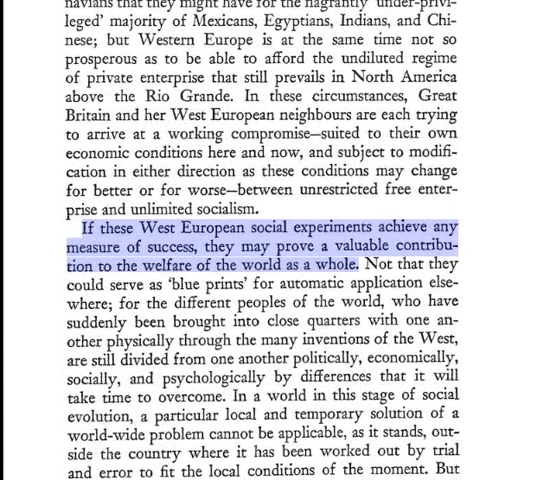 navians that they might have for the flagrantly 'under-privi-
leged' majority of Mexicans, Egyptians, Indians, and Chi-
nese; but Western Europe is at the same time not so
prosperous as to be able to afford the undiluted regime
of private enterprise that still prevails in North America
above the Rio Grande. In these circumstances, Great
Britain and her West European neighbours are each trying
to arrive at a working compromise—suited to their own
economic conditions here and now, and subject to modifi-
cation in either direction as these conditions may change
for better or for worse—between unrestricted free enter-
prise and unlimited socialism.
If these West European social experiments achieve any
measure of success, they may prove a valuable contribu-
tion to the welfare of the world as a whole. Not that they
could serve as 'blue prints' for automatic application else-
where; for the different peoples of the world, who have
suddenly been brought into close quarters with one an-
other physically through the many inventions of the West,
are still divided from one another politically, economically,
socially, and psychologically by differences that it will
take time to overcome. In a world in this stage of social
evolution, a particular local and temporary solution of a
world-wide problem cannot be applicable, as it stands, out-
side the country where it has been worked out by trial
and error to fit the local conditions of the moment. But